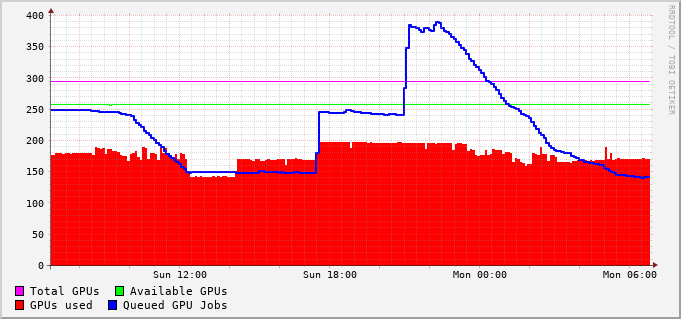 400
350
300
250
200
150
100
50
0
Sun 12:00 Sun 18:00 Mon 00:00 Mon 06:00
Total GPUs Available GPUs
GPUs used Queued GPU Jobs
RRDTOOL / TOBI OETIKER